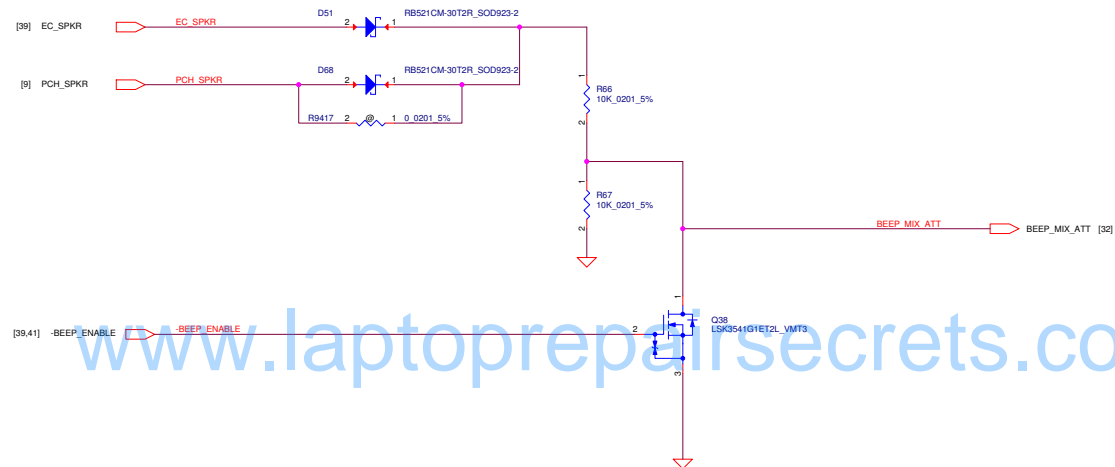 D51
RB521CM-30T2R_SOD923-2
[39] EC_SPKR
EC_SPKR
2
1
D68
RB521CM-30T2R_SOD923-2
[9] PCH_SPKR
PCH_SPKR
2
1
R9417
2
@
1
0_0201_5%
1
R66
10K_0201_5%
2
1
R67
10K_0201_5%
2
BEEP_MIX_ATT
BEEP_MIX_ATT [32]
1
[39,41] -BEEP_ENABLE
-BEEP_ENABLE
2
Q38
LSK3541G1ET2L_VMT3
3
www.laptoprepairsecrets.co